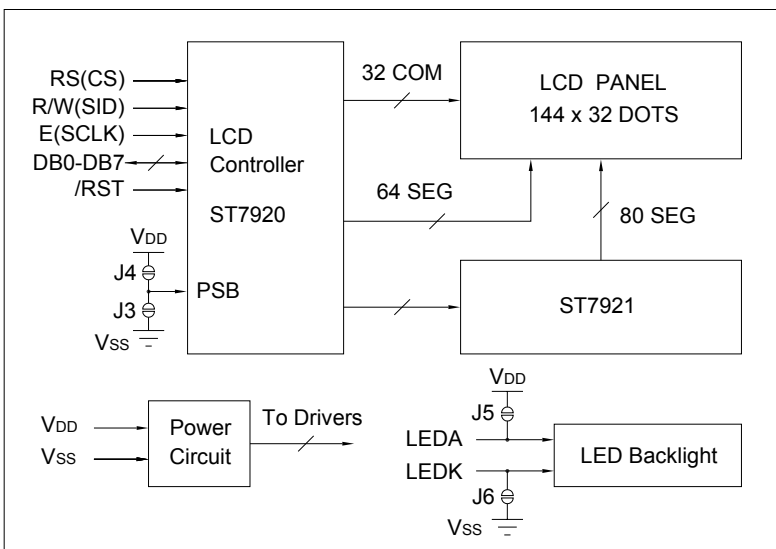 RS(CS)
R/W(SID)
E(SCLK)
DB0-DB7
/RST
VDD
J4
J3
VSS
LCD
Controller
ST7920
PSB
32 COM
64 SEG
LCD PANEL
144 x 32 DOTS
80 SEG
ST7921
VDD
VSS
Power
Circuit
To Drivers
VDD
J5
LEDA
LEDK
J6
VSS
LED Backlight